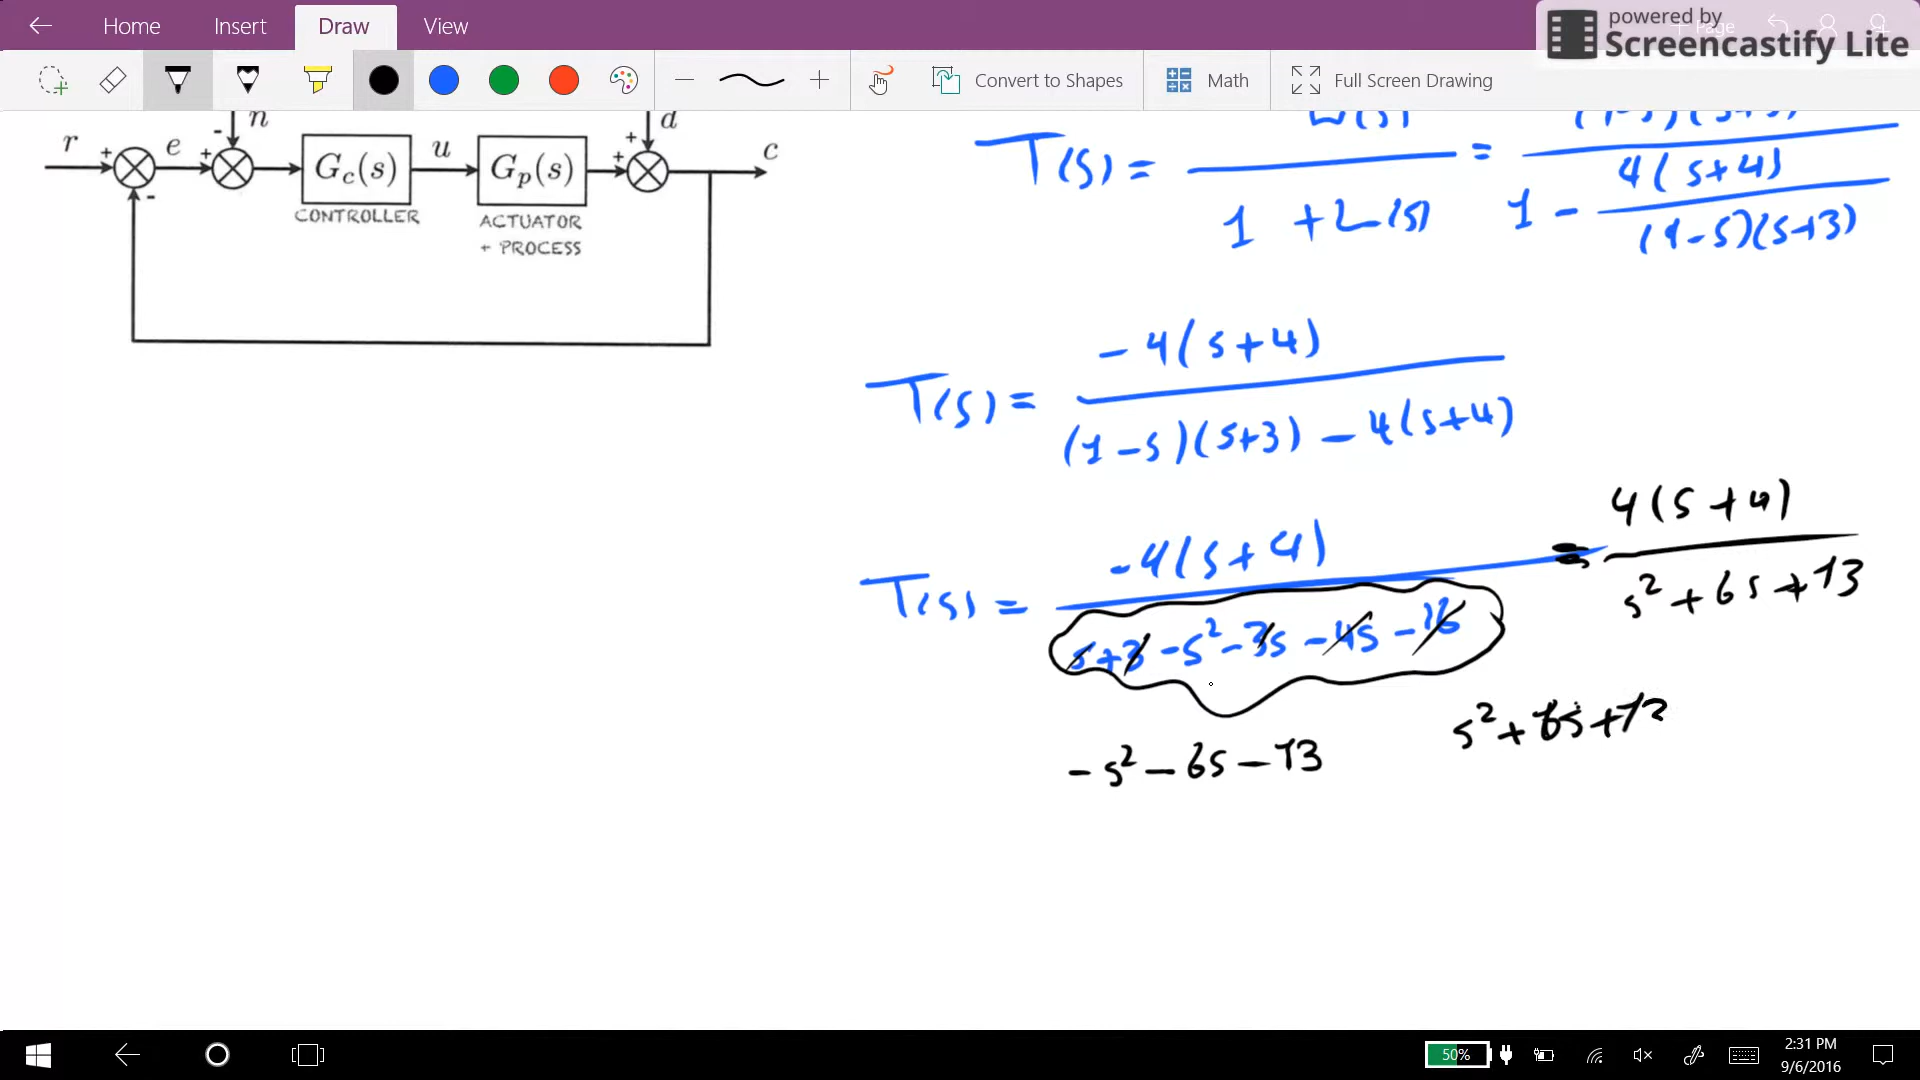 powered by
Screencastify Lite
Home Insert Draw View
Convert to Shapes Math Full Screen Drawing
r + e + - n Gc(s) u Gp(s) + + d c
-
CONTROLLER
ACTUATOR
+ PROCESS
T(s) = L(s) / 1 + L(s) = (1-s)(s+3) / 1 - 4(s+4) / (1-s)(s+3)
T(s) = -4(s+4) / (1-s)(s+3) - 4(s+4)
T(s) = -4(s+4) / s+3 -s² -3s -4s -16 = 4(s+4) / s² + 6s + 13
-s² - 6s - 13
s² + 6s + 13
50%
2:31 PM
9/6/2016